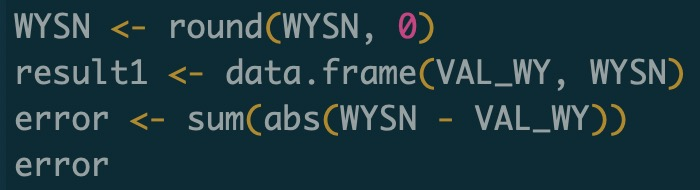 WYSN <- round(WYSN, 0)
result1 <- data.frame(VAL_WY, WYSN)
error <- sum(abs(WYSN - VAL_WY))
error